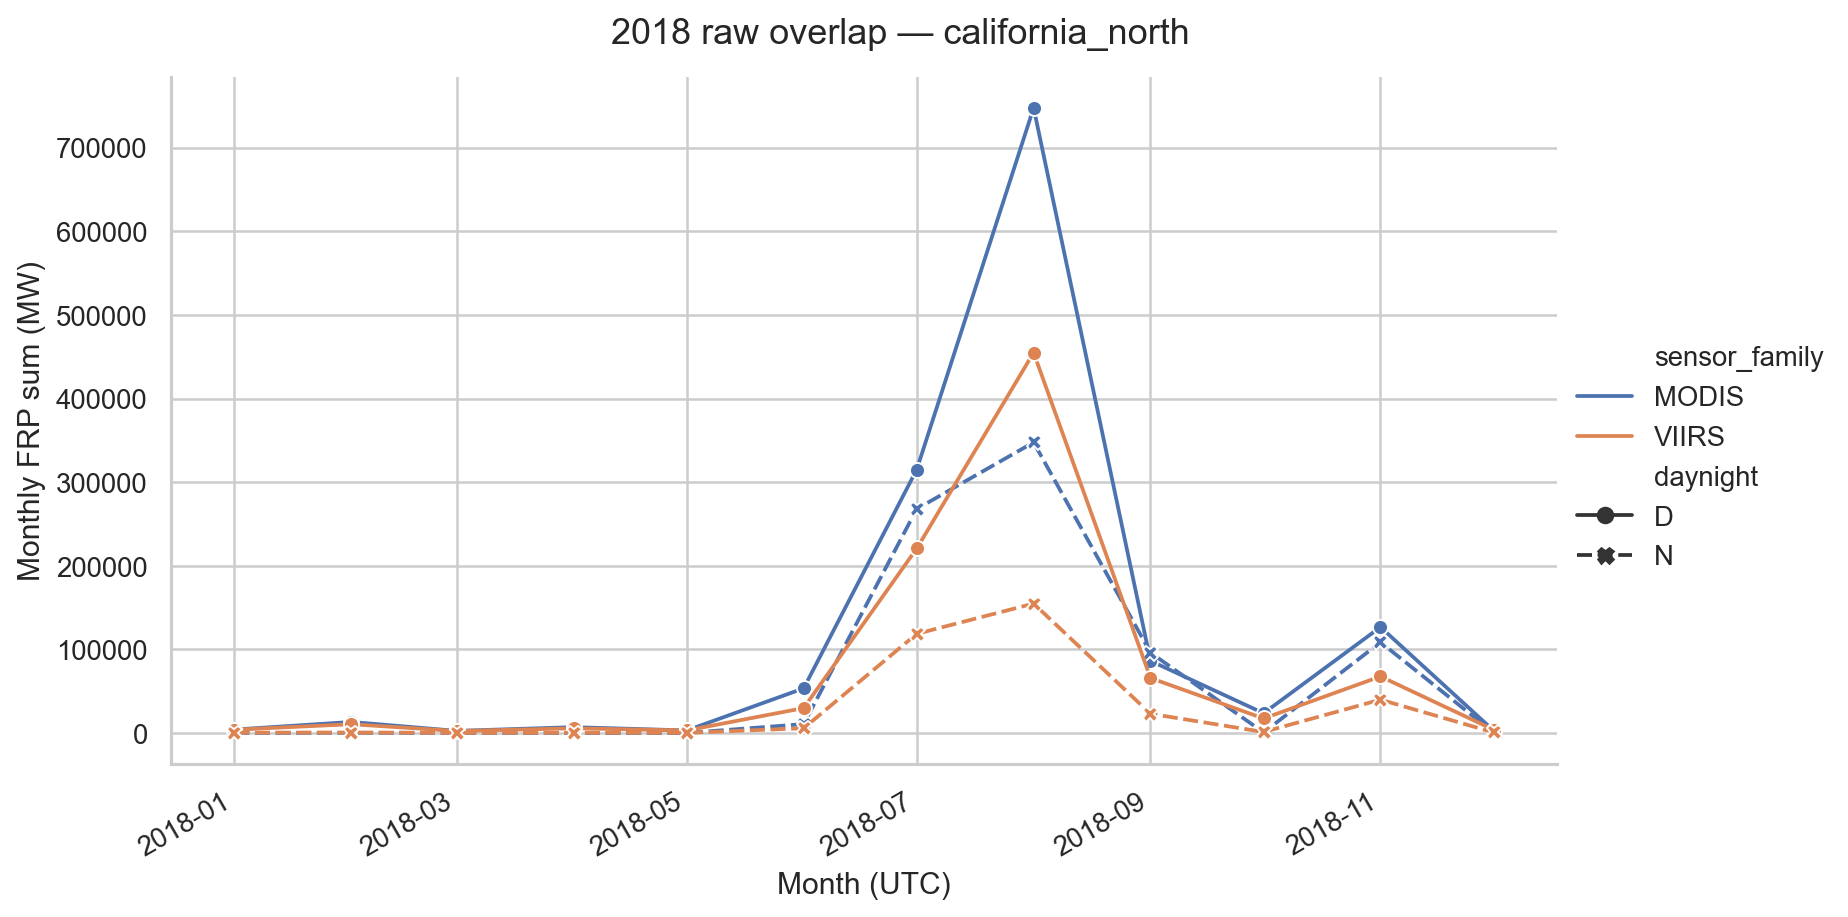 2018 raw overlap — california_north
Monthly FRP sum (MW)
700000
600000
500000
400000
300000
200000
100000
0
2018-01
2018-03
2018-05
2018-07
2018-09
2018-11
Month (UTC)
sensor_family
MODIS
VIIRS
daynight
D
N